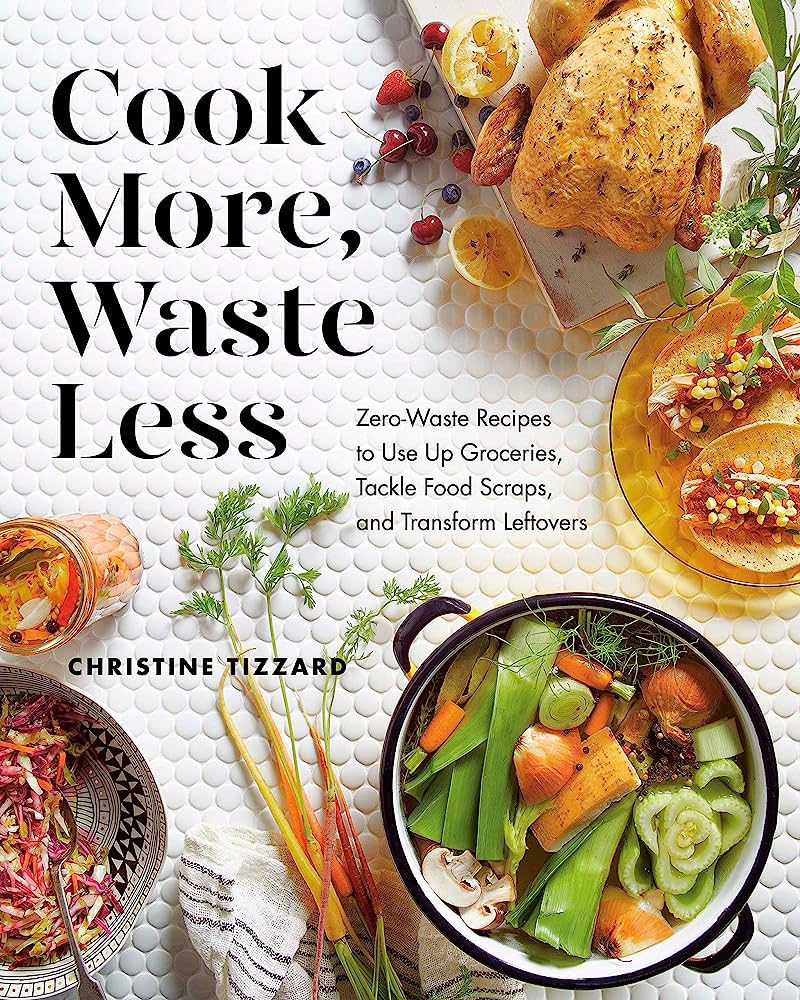 Cook
More,
Waste
Less
Zero-Waste Recipes
to Use Up Groceries,
Tackle Food Scraps,
and Transform Leftovers
CHRISTINE TIZZARD